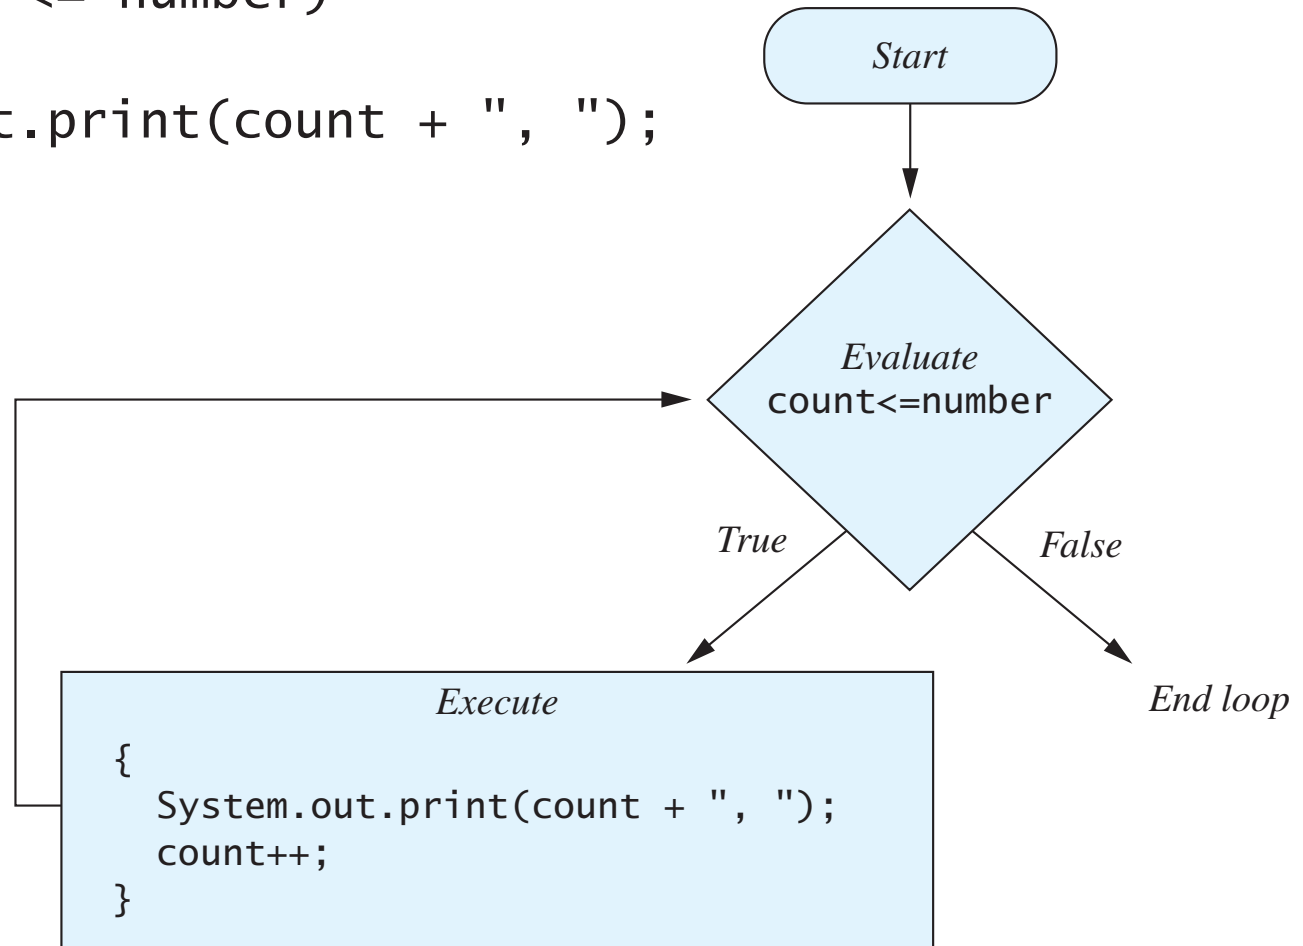 <= number)
t.print(count + ", ");
Start
Evaluate
count<=number
True
False
Execute
End loop
{
System.out.print(count + ", ");
count++;
}